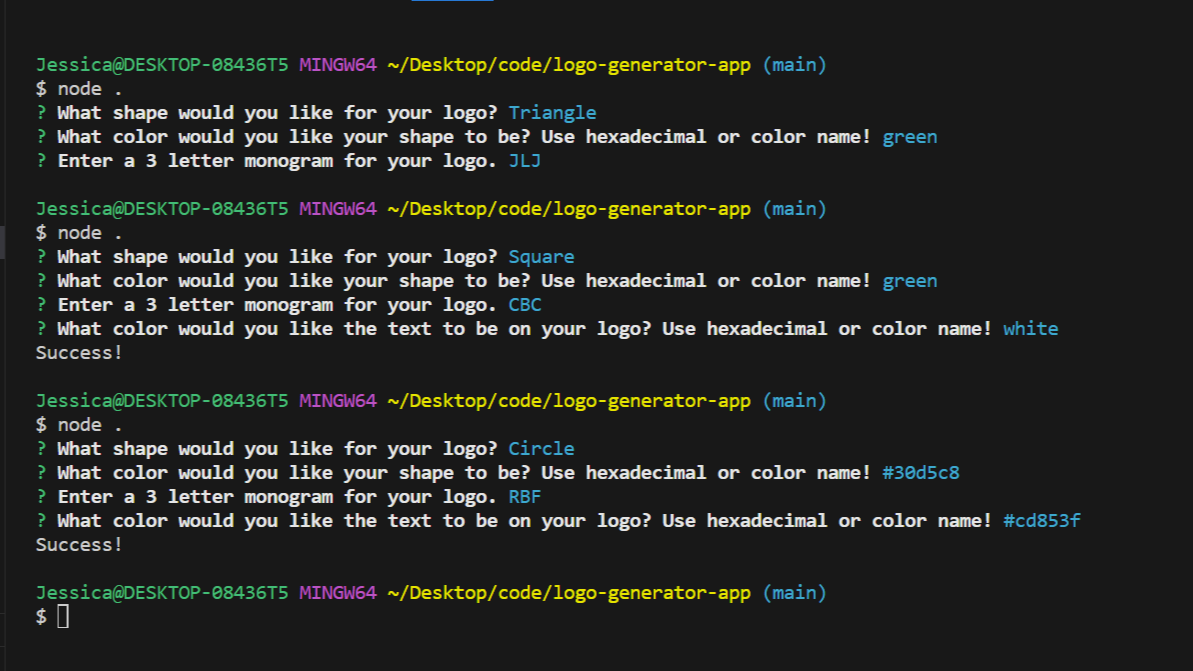 Jessica@DESKTOP-08436T5 MINGW64 ~/Desktop/code/logo-generator-app (main)
$ node .
? What shape would you like for your logo? Triangle
? What color would you like your shape to be? Use hexadecimal or color name! green
? Enter a 3 letter monogram for your logo. JLJ
Jessica@DESKTOP-08436T5 MINGW64 ~/Desktop/code/logo-generator-app (main)
$ node .
? What shape would you like for your logo? Square
? What color would you like your shape to be? Use hexadecimal or color name! green
? Enter a 3 letter monogram for your logo. CBC
? What color would you like the text to be on your logo? Use hexadecimal or color name! white
Success!
Jessica@DESKTOP-08436T5 MINGW64 ~/Desktop/code/logo-generator-app (main)
$ node .
? What shape would you like for your logo? Circle
? What color would you like your shape to be? Use hexadecimal or color name! #30d5c8
? Enter a 3 letter monogram for your logo. RBF
? What color would you like the text to be on your logo? Use hexadecimal or color name! #cd853f
Success!
Jessica@DESKTOP-08436T5 MINGW64 ~/Desktop/code/logo-generator-app (main)
$